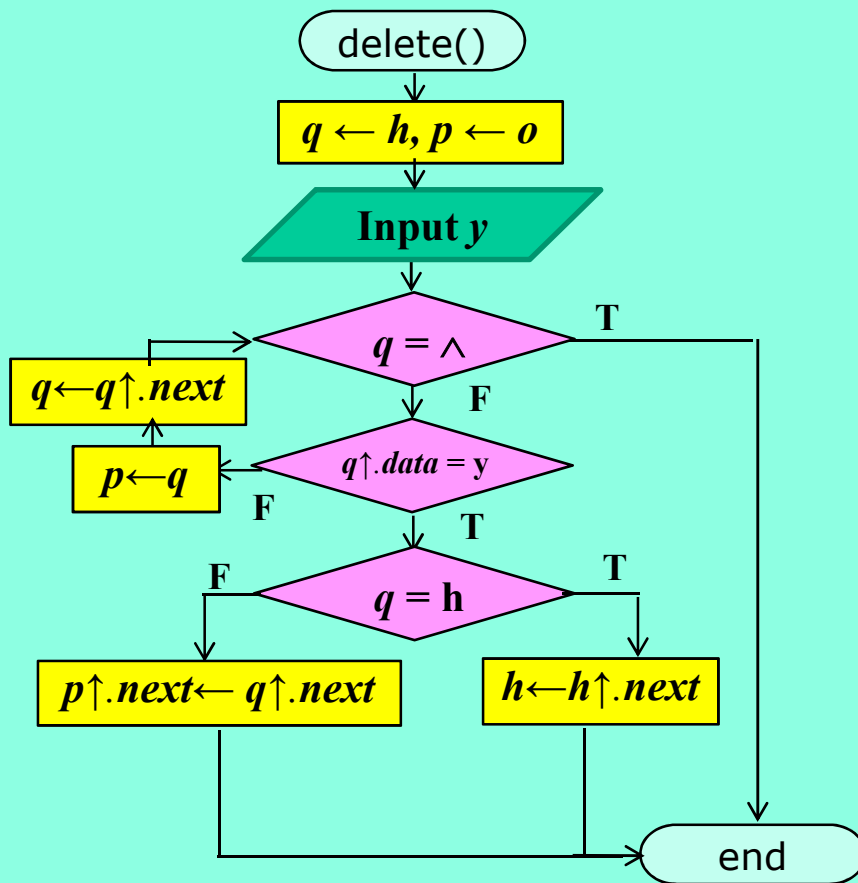 delete()
q ← h, p ← o
Input y
q = ∧
T
F
q←q↑.next
q↑.data = y
p←q
F
T
q = h
F
T
p↑.next← q↑.next
h←h↑.next
end